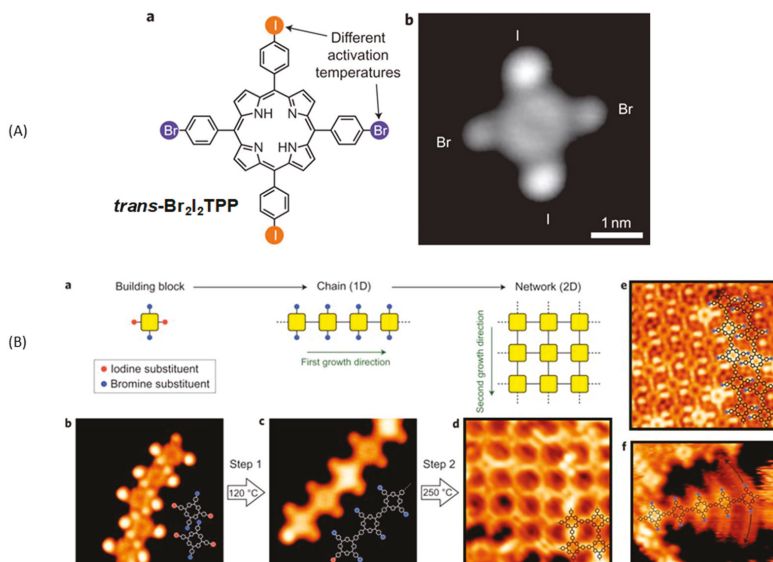 (A)
a
I
Different
activation
temperatures
NH
N
Br
Br
N
HN
trans-Br2I2TPP
I
b
I
Br
Br
I
1 nm
(B)
a
Building block
Chain (1D)
Network (2D)
Iodine substituent
Bromine substituent
First growth direction
Second growth direction
b
Step 1
120 °C
c
Step 2
250 °C
d
e
f